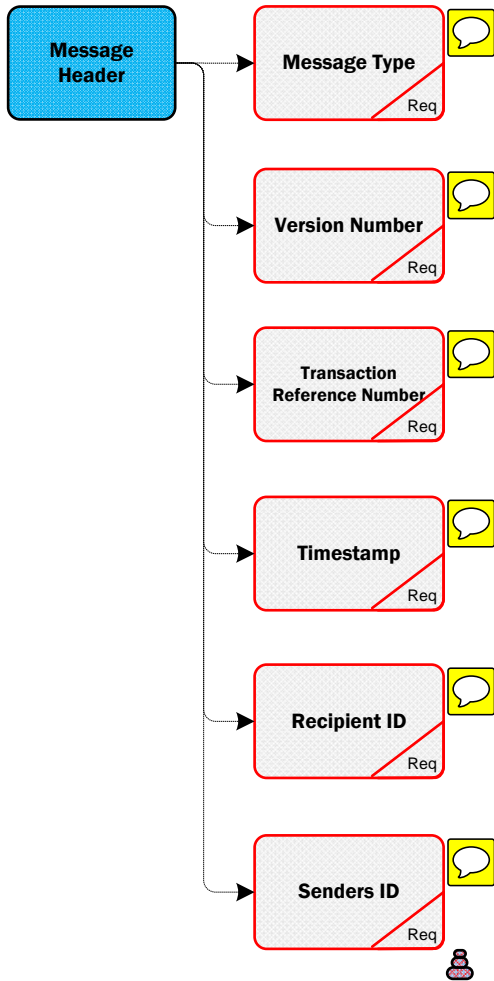 Message
Header
Message Type
Req
Version Number
Req
Transaction
Reference Number
Req
Timestamp
Req
Recipient ID
Req
Senders ID
Req